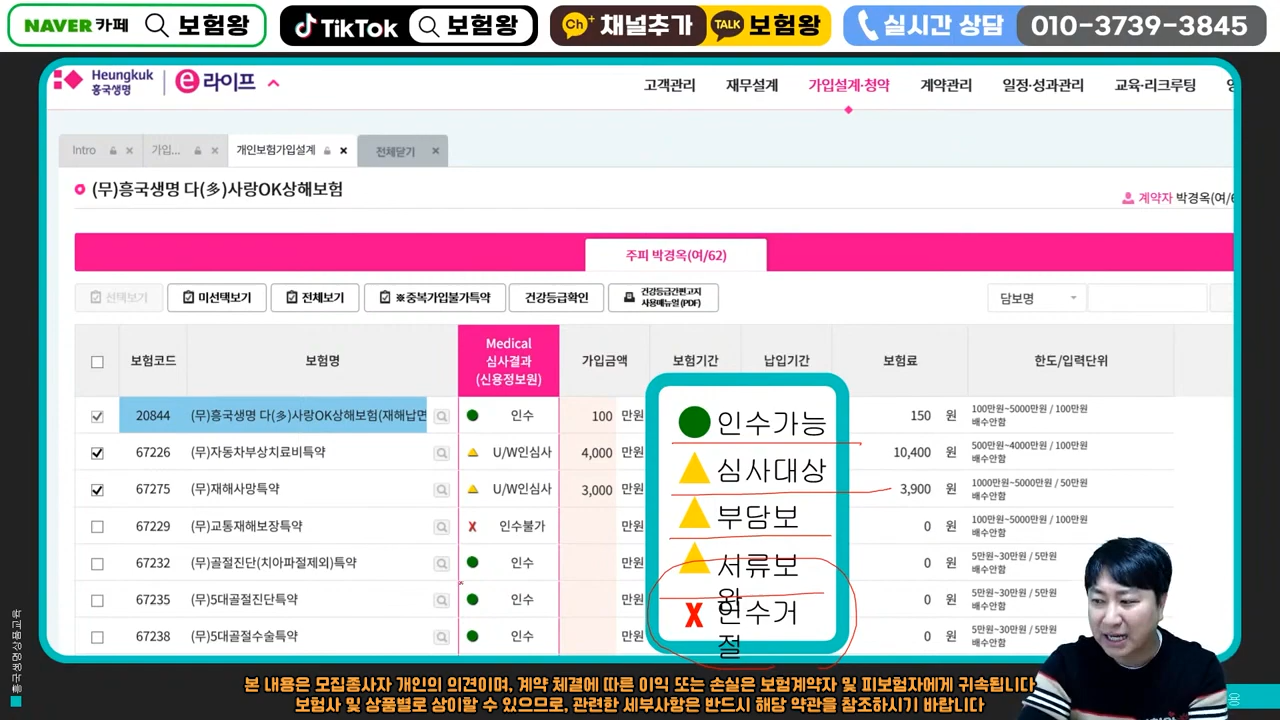 NAVER 카페 보험왕 TikTok 보험왕 Ch+ 채널추가 TALK 보험왕 실시간 상담 010-3739-3845
Heungkuk 흥국생명 e 라이프 고객관리 재무설계 가입설계·청약 계약관리 일정·성과관리 교육·리크루팅
Intro 가입... 개인보험가입설계 전체닫기
(무)흥국생명 다(多)사랑OK상해보험
계약자 박경옥(여/6
주피 박경옥(여/62)
선택보기 미선택보기 전체보기 ※중복가입불가특약 건강등급확인 건강등급간편고지 사용매뉴얼(PDF) 담보명
보험코드 보험명 Medical 심사결과 (신용정보원) 가입금액 보험기간 납입기간 보험료 한도/입력단위
20844 (무)흥국생명 다(多)사랑OK상해보험(재해납면 인수 100 만원 150 원 100만원~5000만원 / 100만원 배수안함
67226 (무)자동차부상치료비특약 U/W인심사 4,000 만원 10,400 원 500만원~4000만원 / 100만원 배수안함
67275 (무)재해사망특약 U/W인심사 3,000 만원 3,900 원 1000만원~5000만원 / 50만원 배수안함
67229 (무)교통재해보장특약 X 인수불가 만원 0 원 100만원~5000만원 / 100만원 배수안함
67232 (무)골절진단(치아파절제외)특약 인수 만원 0 원 5만원~30만원 / 5만원 배수안함
67235 (무)5대골절진단특약 인수 만원 0 원 5만원~30만원 / 5만원 배수안함
67238 (무)5대골절수술특약 인수 만원 0 원 5만원~30만원 / 5만원 배수안함
인수가능
심사대상
부담보
서류보
완
X 인수거
절
흥국생명상품교육
본 내용은 모집종사자 개인의 의견이며, 계약 체결에 따른 이익 또는 손실은 보험계약자 및 피보험자에게 귀속됩니다
보험사 및 상품별로 상이할 수 있으므로, 관련한 세부사항은 반드시 해당 약관을 참조하시기 바랍니다